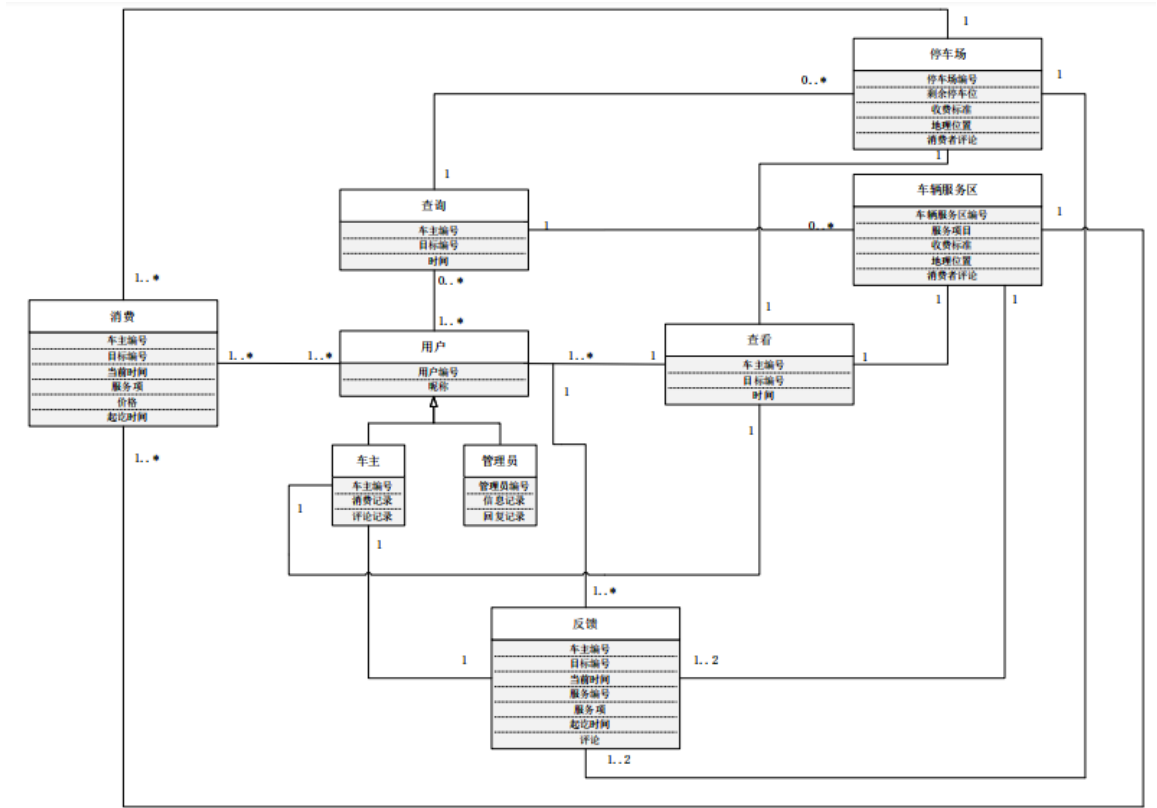 1
停车场
停车场编号
剩余停车位
收费标准
地理位置
消费者评论
1
0..*
1
1
车辆服务区
车辆服务区编号
服务项目
收费标准
地理位置
消费者评论
1
0..*
1
1
查询
车主编号
目标编号
时间
1
0..*
1..*
1..*
消费
车主编号
目标编号
当前时间
服务项
价格
起讫时间
1..*
1..*
1..*
用户
用户编号
昵称
1..*
1
1
1
查看
车主编号
目标编号
时间
1
1
车主
车主编号
消费记录
评论记录
1
1
管理员
管理员编号
信息记录
回复记录
1..*
反馈
车主编号
目标编号
当前时间
服务编号
服务项
起讫时间
评论
1
1..2
1..2